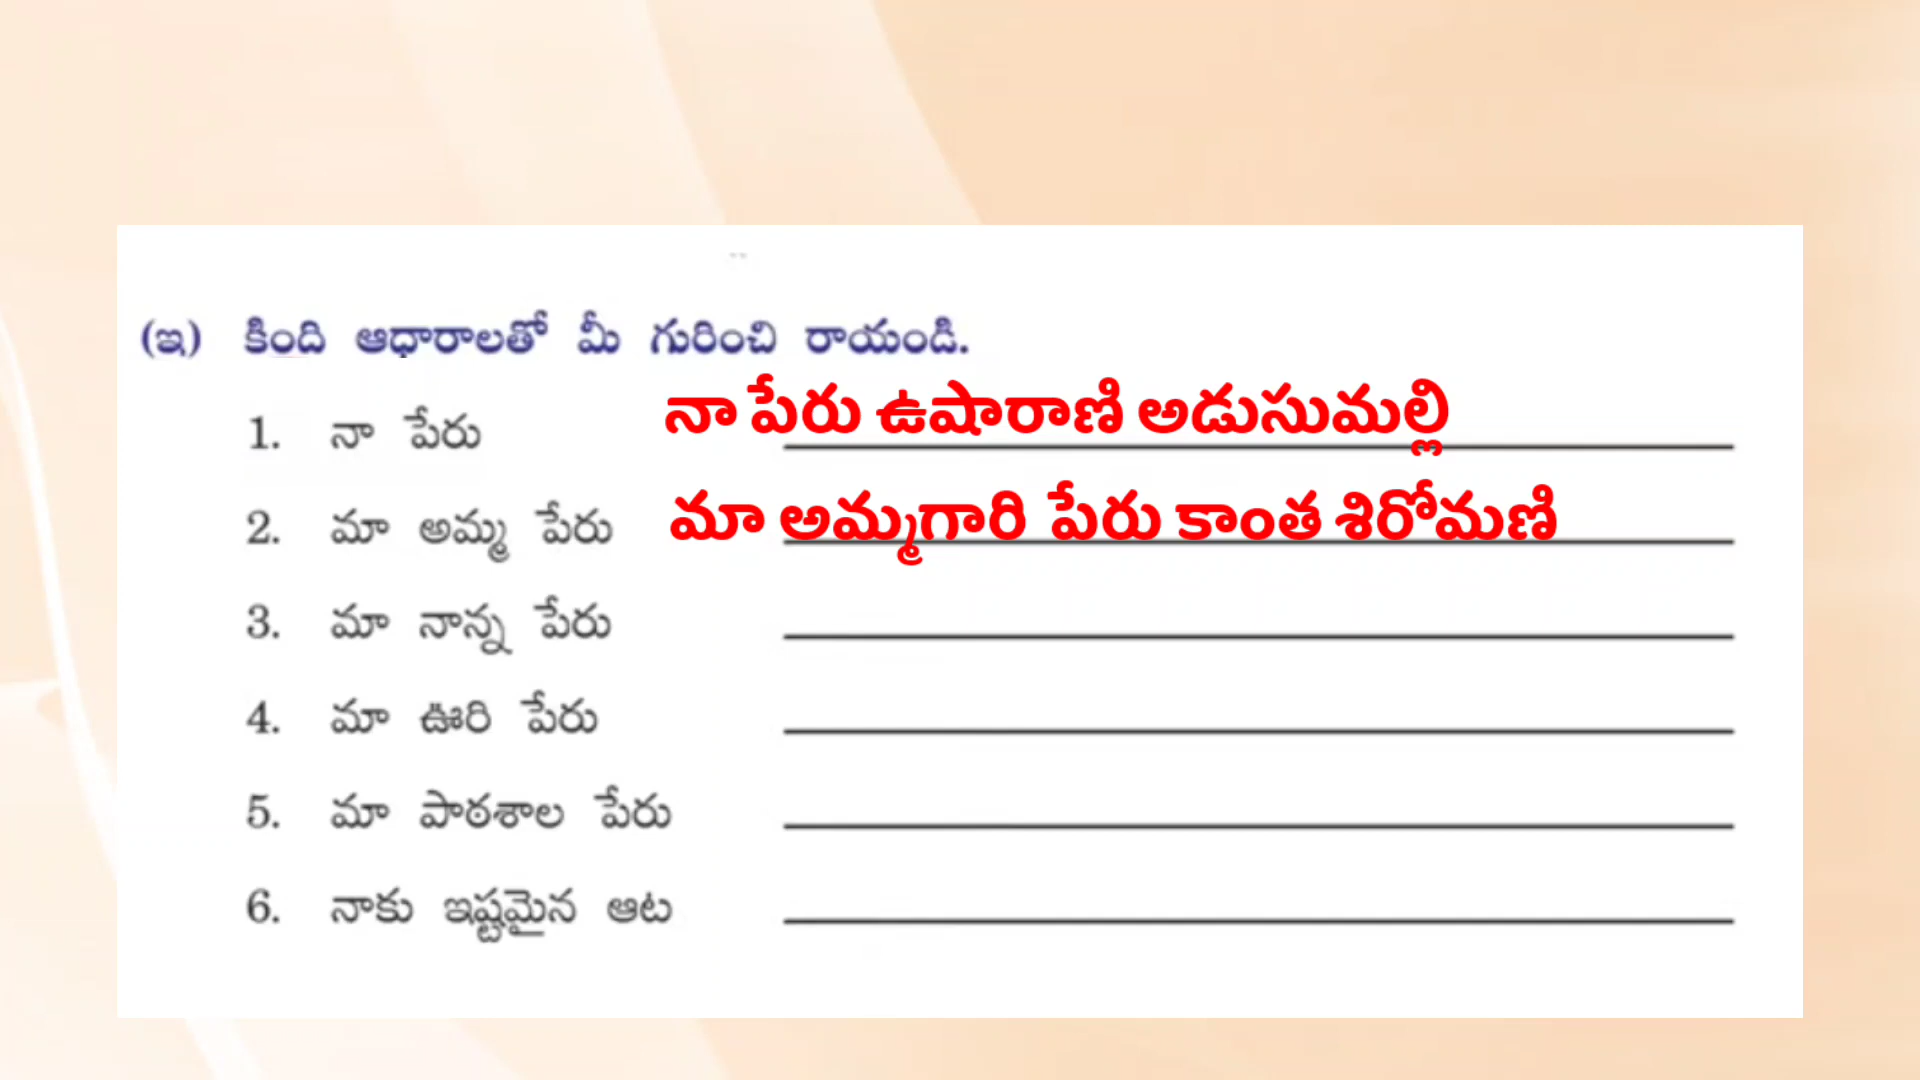 (ఇ) కింది ఆధారాలతో మీ గురించి రాయండి.
1. నా పేరు నా పేరు ఉషారాణి అడుసుమల్లి
2. మా అమ్మ పేరు మా అమ్మగారి పేరు కాంత శిరోమణి
3. మా నాన్న పేరు
4. మా ఊరి పేరు
5. మా పాఠశాల పేరు
6. నాకు ఇష్టమైన ఆట